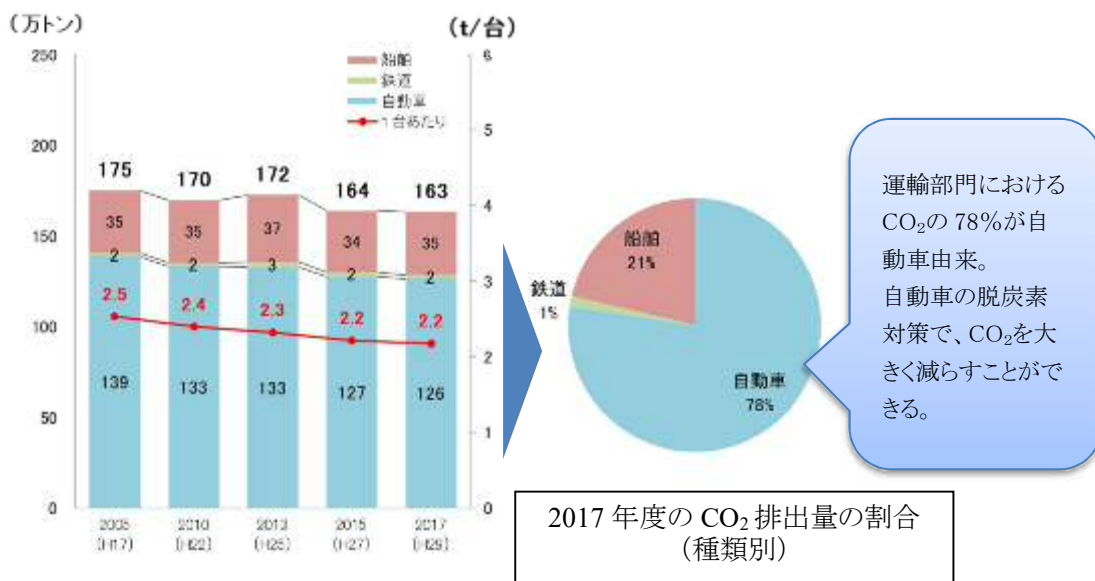 (万トン)
(t/台)
250
200
150
100
50
0
6
5
4
3
2
1
0
船舶
鉄道
自動車
1台あたり
175
170
172
164
163
35
35
37
34
35
2
2
3
2
2
2.5
2.4
2.3
2.2
2.2
139
133
133
127
126
2005
(H17)
2010
(H22)
2013
(H25)
2015
(H27)
2017
(H29)
船舶
21%
鉄道
1%
自動車
78%
運輸部門における
CO₂の 78%が自
動車由来。
自動車の脱炭素
対策で、CO₂を大
きく減らすことがで
きる。
2017 年度の CO₂ 排出量の割合
(種類別)